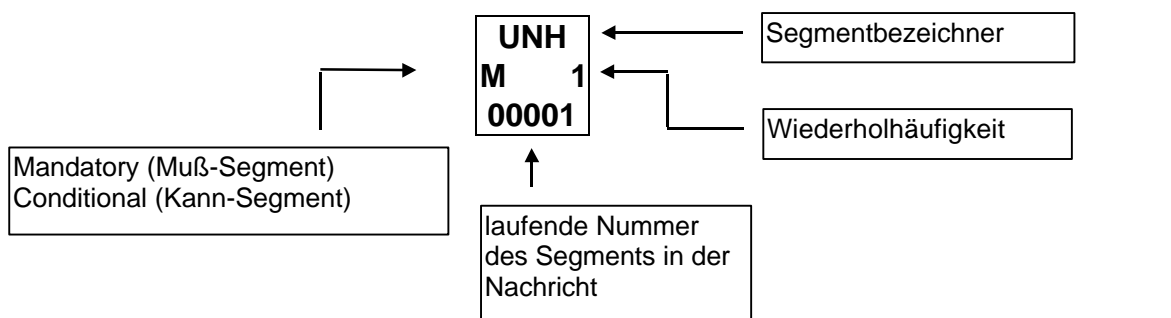 UNH
Segmentbezeichner
M 1
00001
Wiederholhäufigkeit
Mandatory (Muß-Segment)
Conditional (Kann-Segment)
laufende Nummer
des Segments in der
Nachricht